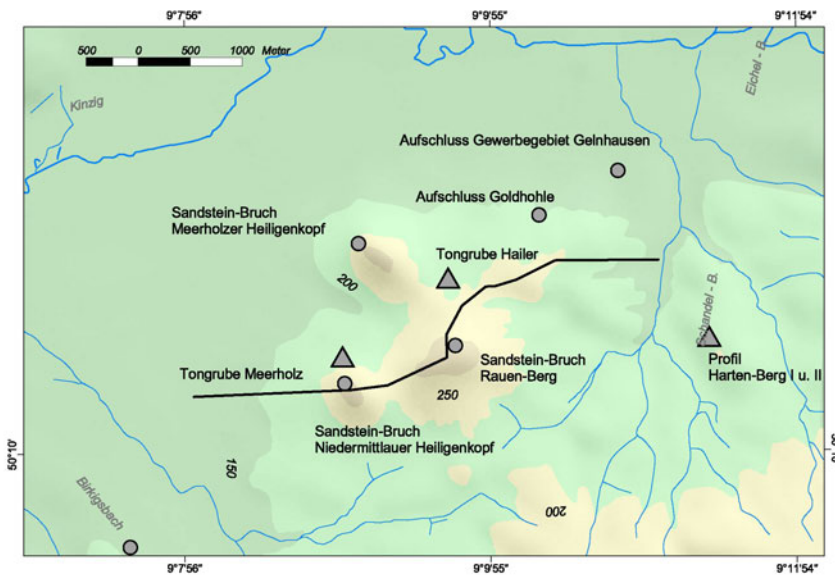 9°7'56"
9°9'55"
9°11'54"
500 0 500 1000 Meter
Eichel - B.
Kinzig
Aufschluss Gewerbegebiet Gelnhausen
Aufschluss Goldhohle
Sandstein-Bruch
Meerholzer Heiligenkopf
Tongrube Hailer
200
Schandel - B.
Tongrube Meerholz
Sandstein-Bruch
Rauen-Berg
Profil
Harten-Berg I u. II
250
Sandstein-Bruch
Niedermittlauer Heiligenkopf
50°10'
150
Birkigsbach
200
9°7'56"
9°9'55"
9°11'54"